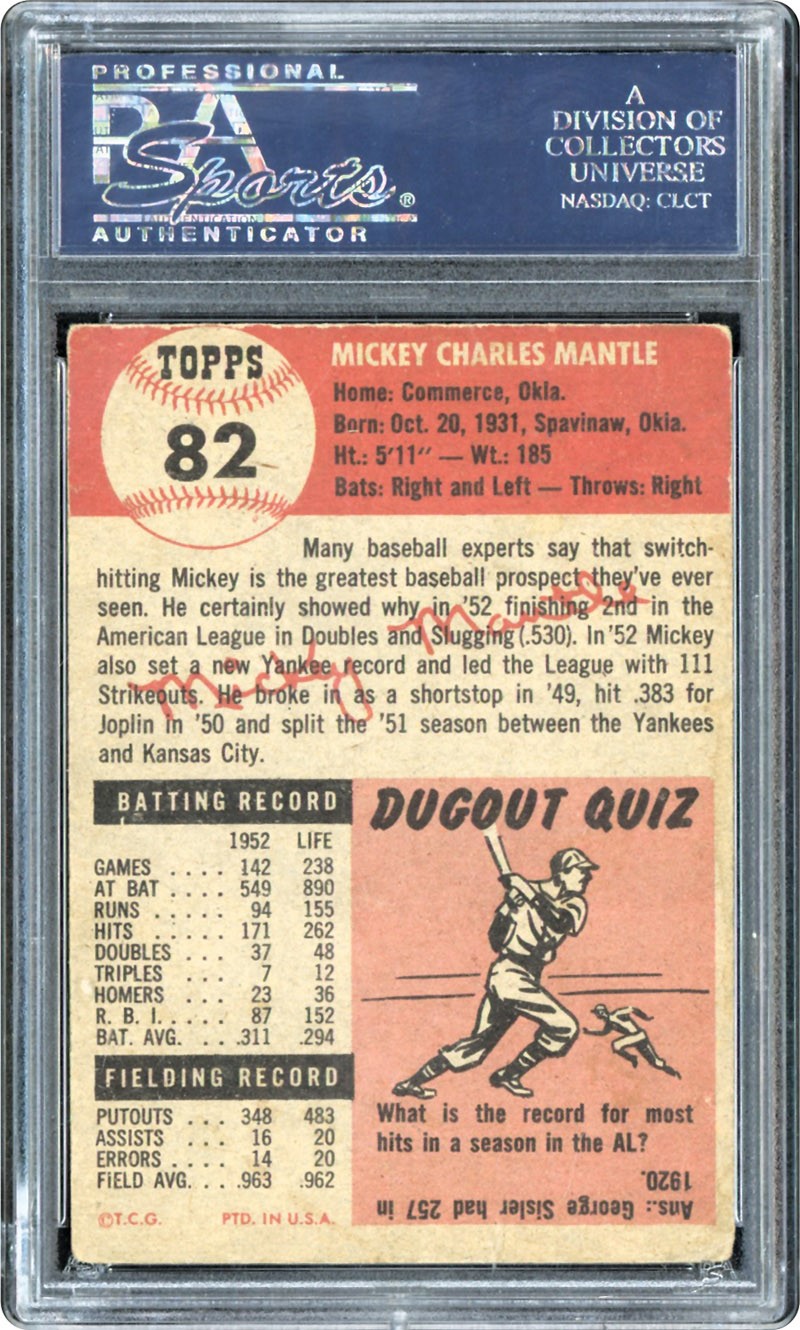 PROFESSIONAL
PSA
Sports®
AUTHENTICATION
AUTHENTICATOR
A
DIVISION OF
COLLECTORS
UNIVERSE
NASDAQ: CLCT
TOPPS
82
MICKEY CHARLES MANTLE
Home: Commerce, Okla.
Born: Oct. 20, 1931, Spavinaw, Okia.
Ht.: 5'11" — Wt.: 185
Bats: Right and Left — Throws: Right
Many baseball experts say that switch-
hitting Mickey is the greatest baseball prospect they've ever
seen. He certainly showed why in '52 finishing 2nd in the
American League in Doubles and Slugging (.530). In '52 Mickey
also set a new Yankee record and led the League with 111
Strikeouts. He broke in as a shortstop in '49, hit .383 for
Joplin in '50 and split the '51 season between the Yankees
and Kansas City.
Micky Mantle
BATTING RECORD
1952 LIFE
GAMES .... 142 238
AT BAT .... 549 890
RUNS ..... 94 155
HITS ..... 171 262
DOUBLES ... 37 48
TRIPLES ... 7 12
HOMERS ... 23 36
R. B. I. .... 87 152
BAT. AVG. ... .311 .294
FIELDING RECORD
PUTOUTS ... 348 483
ASSISTS ... 16 20
ERRORS .... 14 20
FIELD AVG. ... .963 .962
©T.C.G. PTD. IN U.S.A.
DUGOUT QUIZ
What is the record for most
hits in a season in the AL?
Ans.: George Sisler had 257 in
1920.